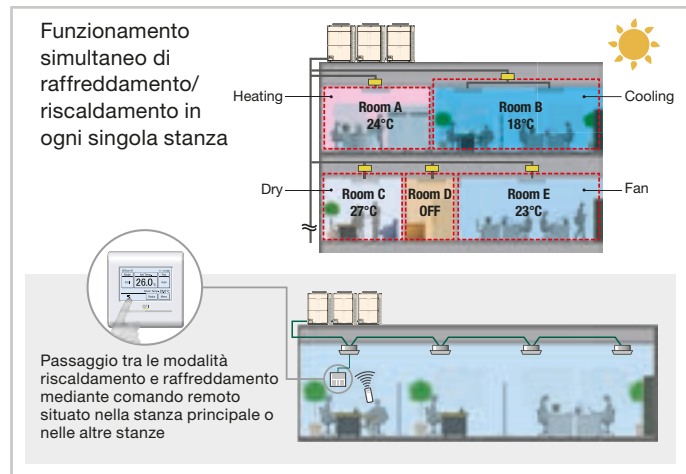 Funzionamento
simultaneo di
raffreddamento/
riscaldamento in
ogni singola stanza
Heating
Room A
24°C
Room B
18°C
Cooling
Dry
Room C
27°C
Room D
OFF
Room E
23°C
Fan
26.0
Passaggio tra le modalità
riscaldamento e raffreddamento
mediante comando remoto
situato nella stanza principale o
nelle altre stanze